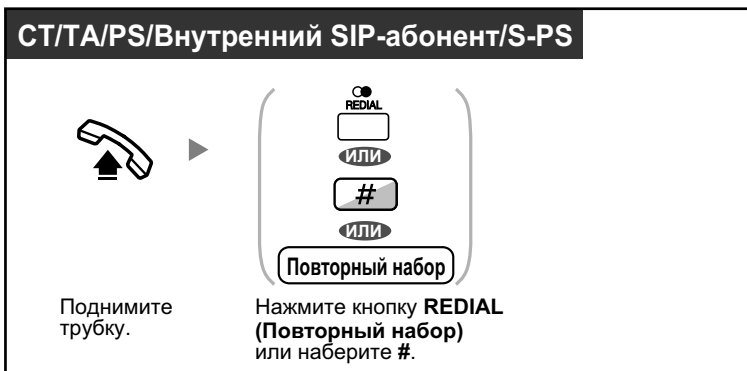 СТ/ТА/PS/Внутренний SIP-абонент/S-PS
REDIAL
ИЛИ
#
ИЛИ
Повторный набор
Поднимите
трубку.
Нажмите кнопку REDIAL
(Повторный набор)
или наберите #.